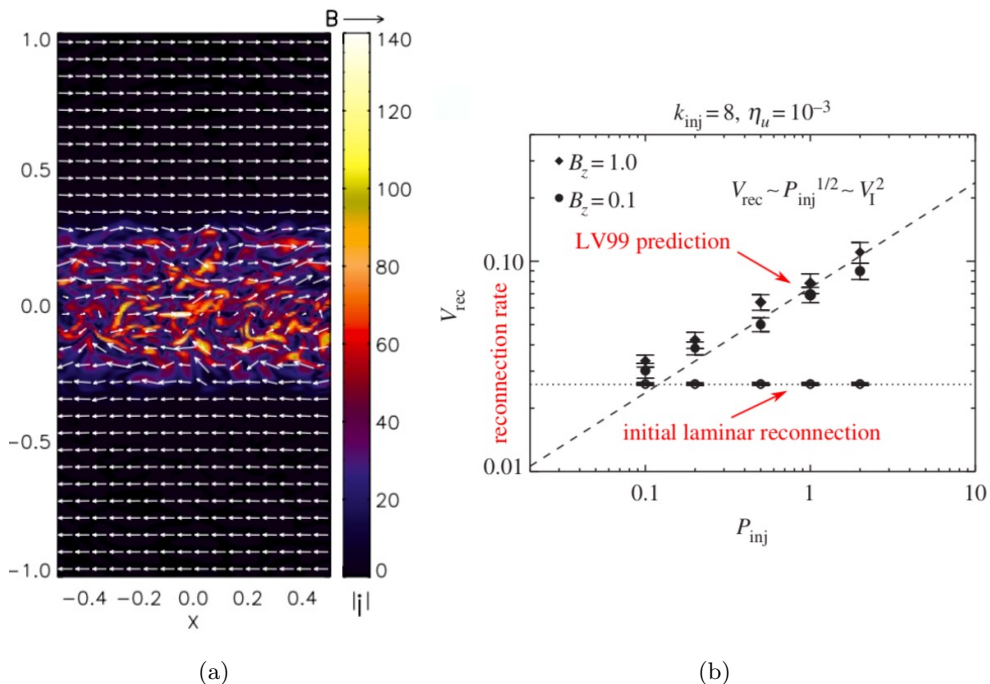 B
1.0
0.5
0.0
−0.5
−1.0
−0.4 −0.2 0.0 0.2 0.4
X
140
120
100
80
60
40
20
0
|j|
(a)
k_inj = 8, η_u = 10^−3
B_z = 1.0
B_z = 0.1
V_rec ~ P_inj^1/2 ~ V_I^2
LV99 prediction
initial laminar reconnection
reconnection rate
V_rec
0.10
0.01
0.1 1 10
P_inj
(b)